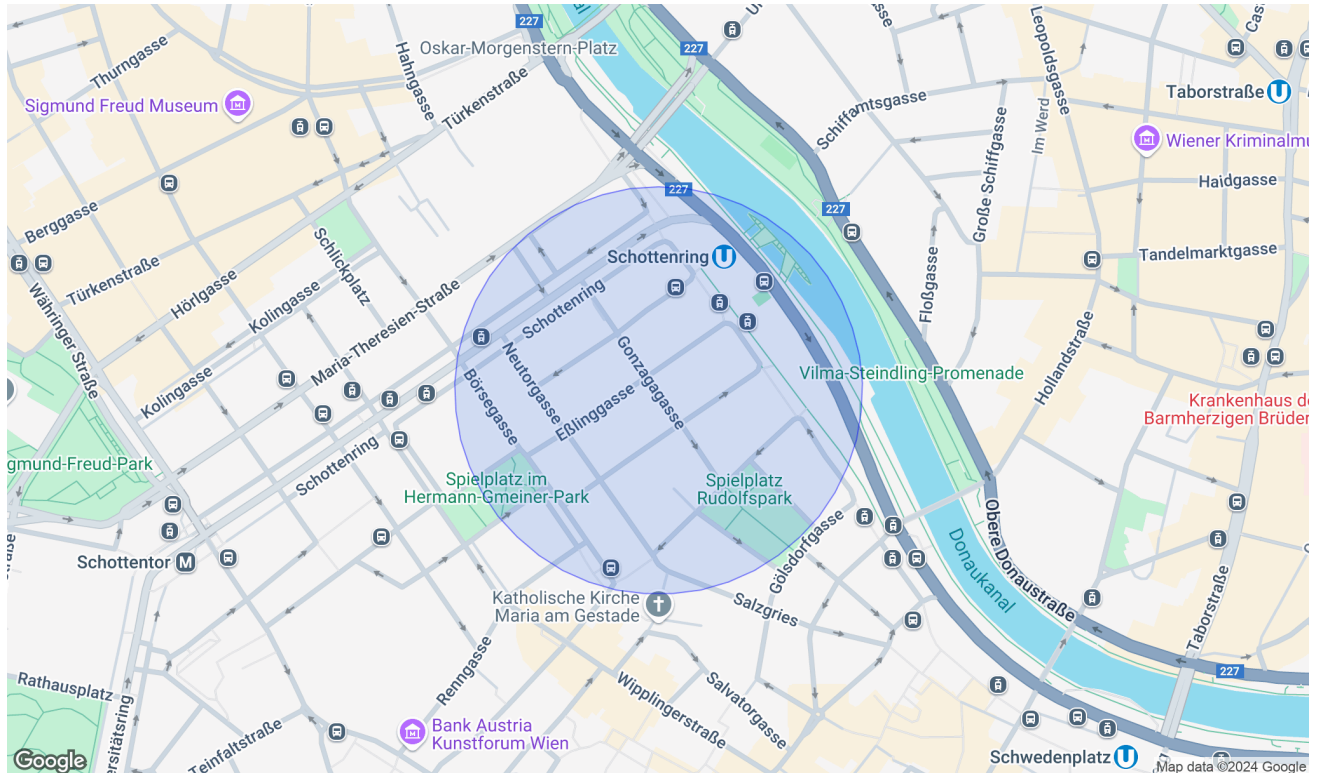 227
Oskar-Morgenstern-Platz
227
Hahngasse
Thurngasse
Türkenstraße
Leopoldsgasse
Taborstraße
Sigmund Freud Museum
Schiffamtsgasse
Im Werd
Wiener Kriminalmu
Große Schiffgasse
Haidgasse
227
227
Berggasse
Schlickplatz
Türkenstraße
Hörlgasse
Kolingasse
Maria-Theresien-Straße
Schottenring
Schottenring
Floßgasse
Tandelmarktgasse
Währinger Straße
Kolingasse
Neutorgasse
Gonzagagasse
Börsegasse
Eßlinggasse
Vilma-Steindling-Promenade
Hollandstraße
Krankenhaus de
Barmherzigen Brüder
Schottenring
gmund-Freud-Park
Spielplatz im
Hermann-Gmeiner-Park
Spielplatz
Rudolfspark
Gölsdorfgasse
Schottentor
Donaukanal
Obere Donaustraße
Taborstraße
Katholische Kirche
Maria am Gestade
Salzgries
Renngasse
Rathausplatz
ersitätsring
Teinfaltstraße
Wipplingerstraße
Salvatorgasse
227
Bank Austria
Kunstforum Wien
Schwedenplatz
Google
Map data ©2024 Google